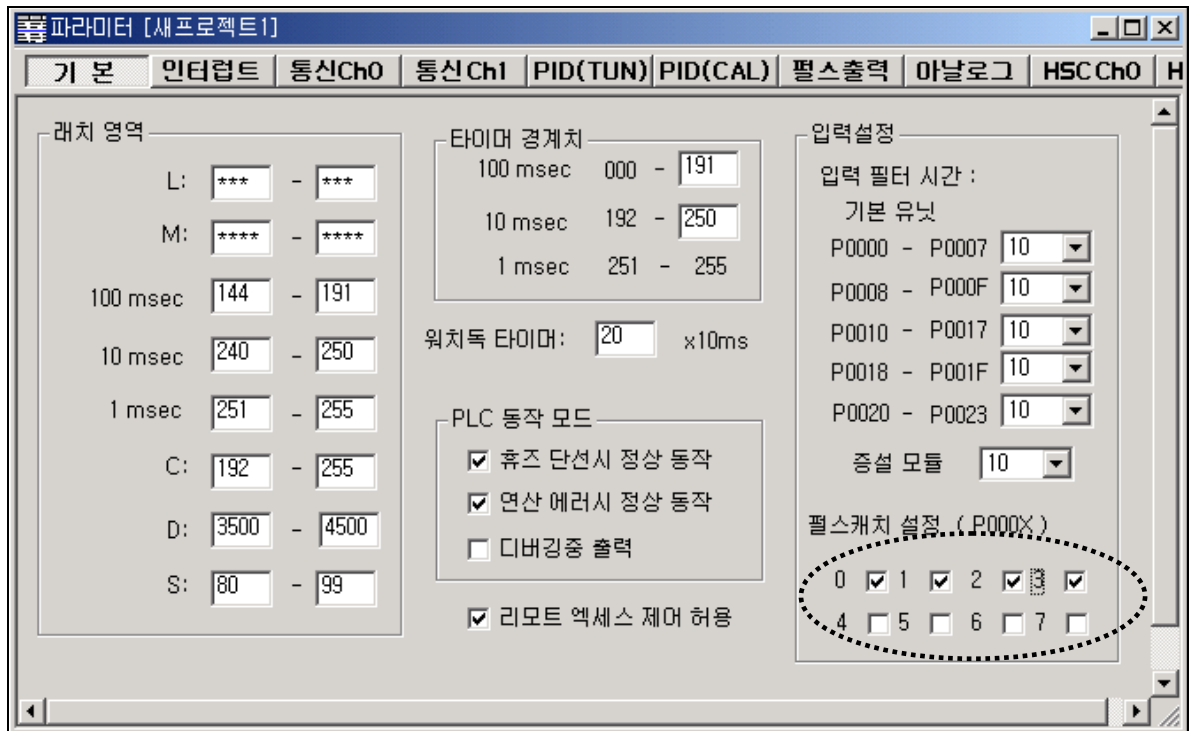 파라미터 [새프로젝트1]
기 본 인터럽트 통신Ch0 통신Ch1 PID(TUN) PID(CAL) 펄스출력 아날로그 HSC Ch0 H
래치 영역
L: *** - ***
M: **** - ****
100 msec 144 - 191
10 msec 240 - 250
1 msec 251 - 255
C: 192 - 255
D: 3500 - 4500
S: 80 - 99
타이머 경계치
100 msec 000 - 191
10 msec 192 - 250
1 msec 251 - 255
워치독 타이머: 20 x10ms
PLC 동작 모드
휴즈 단선시 정상 동작
연산 에러시 정상 동작
디버깅중 출력
리모트 엑세스 제어 허용
입력설정
입력 필터 시간 :
기본 유닛
P0000 - P0007 10
P0008 - P000F 10
P0010 - P0017 10
P0018 - P001F 10
P0020 - P0023 10
증설 모듈 10
펄스캐치 설정 ( P000X )
0 1 2 3
4 5 6 7